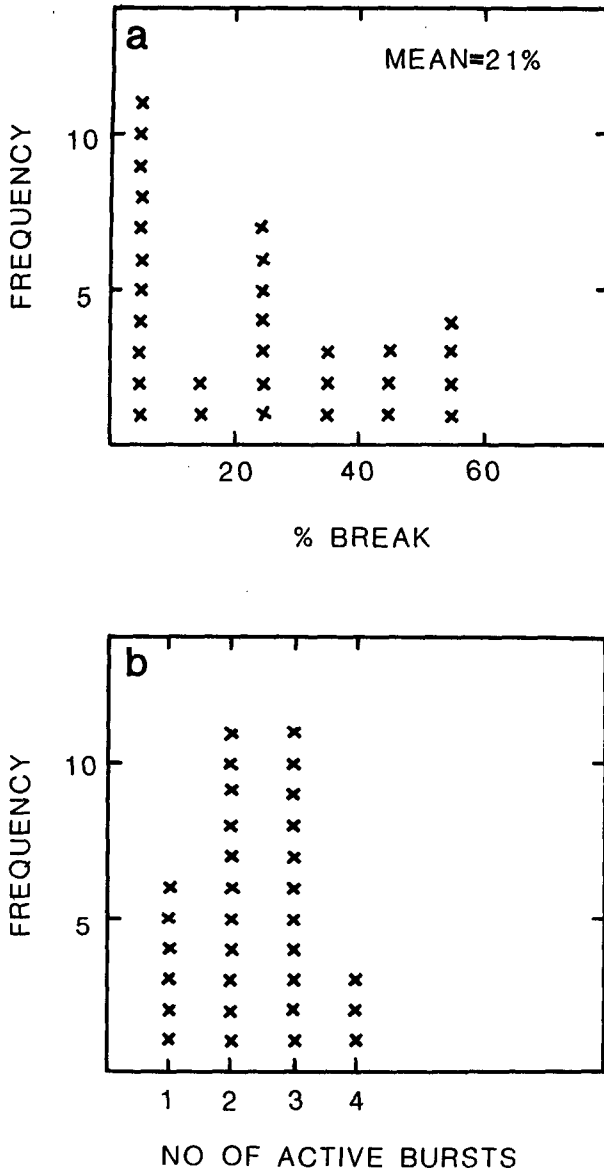 a
MEAN=21%
FREQUENCY
10
5
20 40 60
% BREAK
b
FREQUENCY
10
5
1 2 3 4
NO OF ACTIVE BURSTS